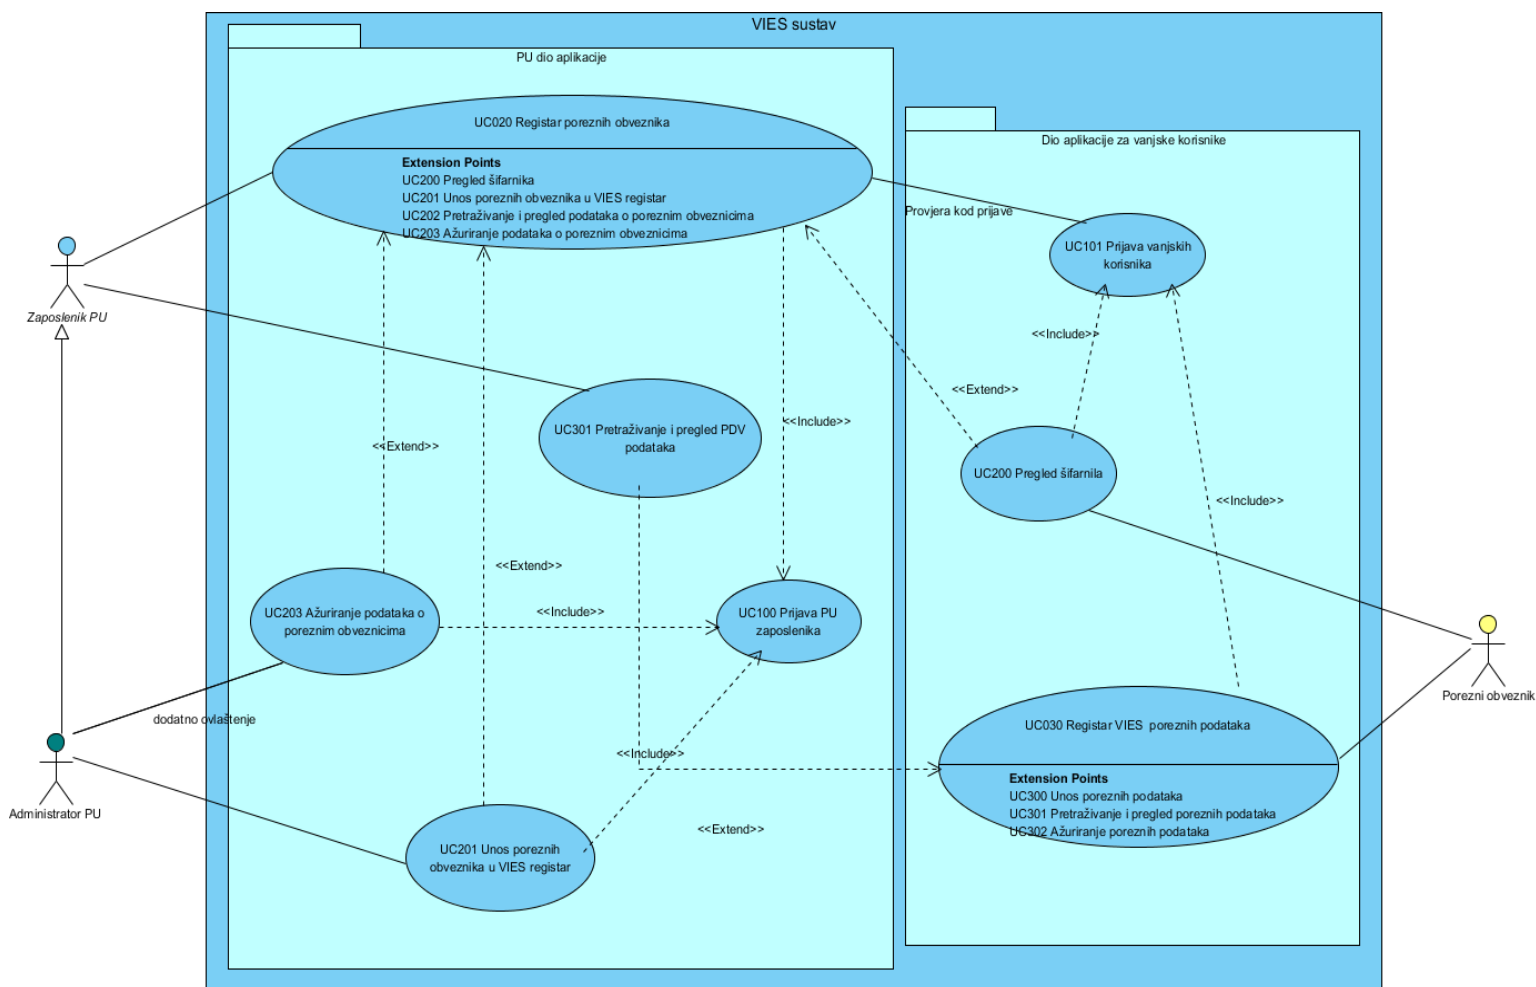 VIES sustav
PU dio aplikacije
UC020 Registar poreznih obveznika
Extension Points
UC200 Pregled šifarnika
UC201 Unos poreznih obveznika u VIES registar
UC202 Pretraživanje i pregled podataka o poreznim obveznicima
UC203 Ažuriranje podataka o poreznim obveznicima
Dio aplikacije za vanjske korisnike
Provjera kod prijave
UC101 Prijava vanjskih
korisnika
Zaposlenik PU
<<Include>>
<<Extend>>
<<Include>>
<<Extend>>
UC301 Pretraživanje i pregled PDV
podataka
UC200 Pregled šifarnila
<<Include>>
<<Extend>>
UC203 Ažuriranje podataka o
poreznim obveznicima
<<Include>>
UC100 Prijava PU
zaposlenika
Porezni obveznik
dodatno ovlaštenje
UC030 Registar VIES  poreznih podataka
Extension Points
UC300 Unos poreznih podataka
UC301 Pretraživanje i pregled poreznih podataka
UC302 Ažuriranje poreznih podataka
<<Include>>
Administrator PU
<<Extend>>
UC201 Unos poreznih
obveznika u VIES registar